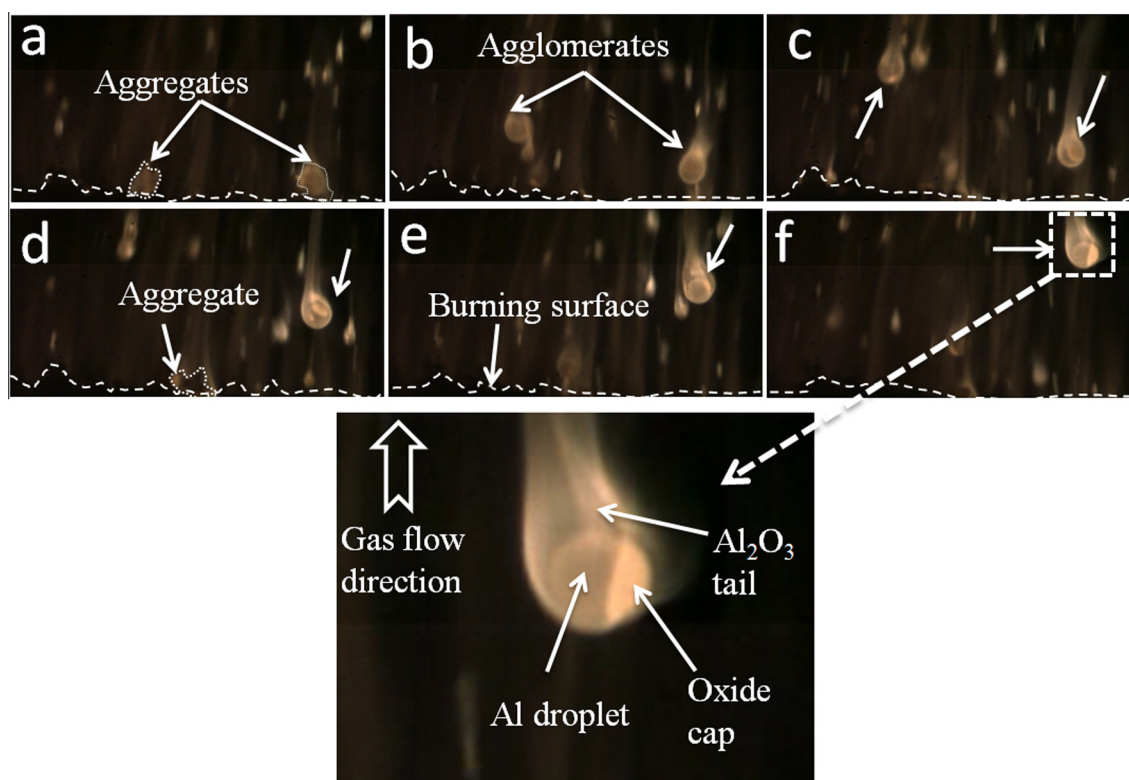 a
Aggregates
b
Agglomerates
c
d
Aggregate
e
Burning surface
f
Gas flow
direction
Al₂O₃
tail
Al droplet
Oxide
cap